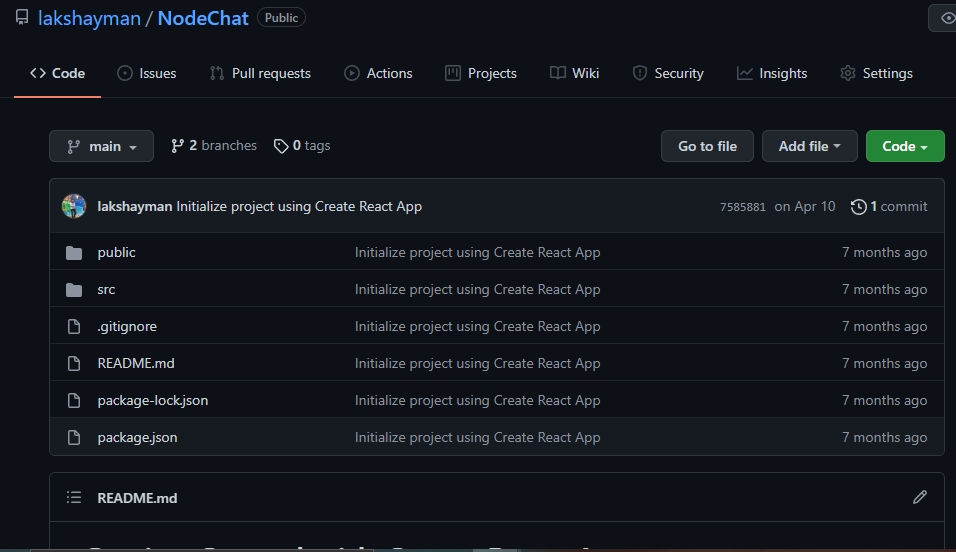 lakshayman / NodeChat Public
Code Issues Pull requests Actions Projects Wiki Security Insights Settings
main 2 branches 0 tags Go to file Add file Code
lakshayman Initialize project using Create React App 7585881 on Apr 10 1 commit
public Initialize project using Create React App 7 months ago
src Initialize project using Create React App 7 months ago
.gitignore Initialize project using Create React App 7 months ago
README.md Initialize project using Create React App 7 months ago
package-lock.json Initialize project using Create React App 7 months ago
package.json Initialize project using Create React App 7 months ago
README.md